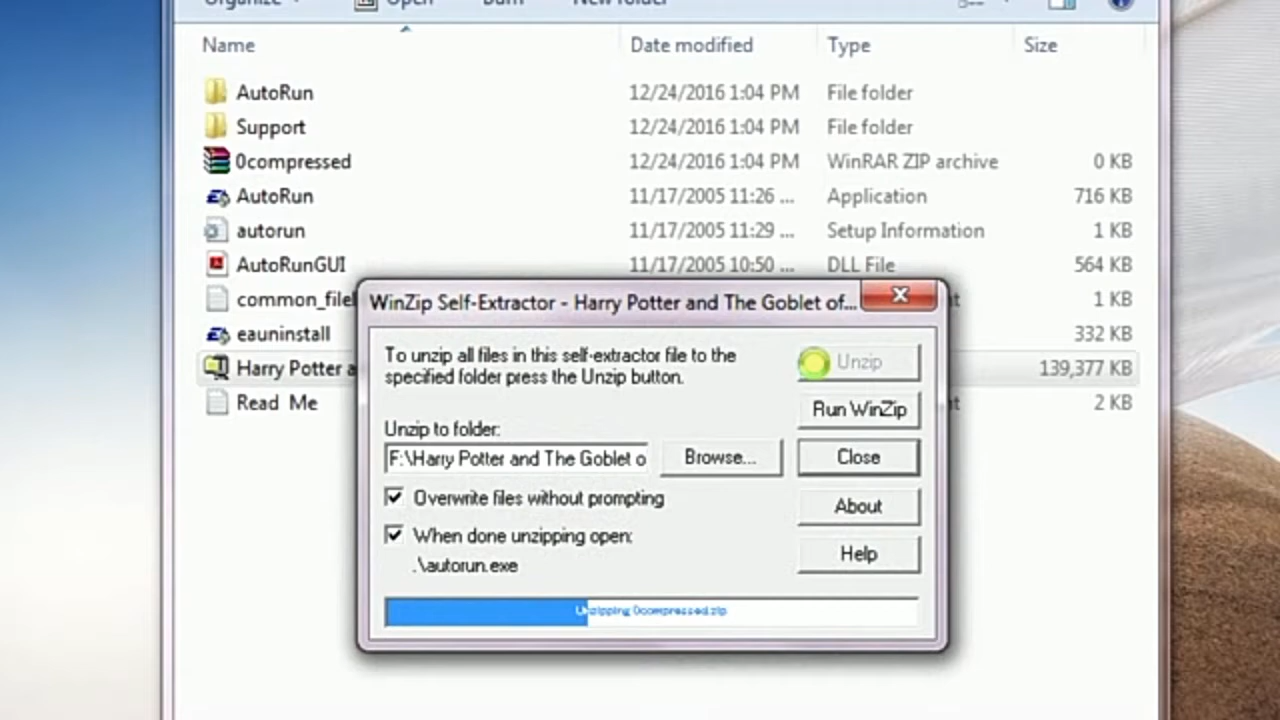 Organize Open Burn New folder
Name Date modified Type Size
AutoRun 12/24/2016 1:04 PM File folder
Support 12/24/2016 1:04 PM File folder
0compressed 12/24/2016 1:04 PM WinRAR ZIP archive 0 KB
AutoRun 11/17/2005 11:26 ... Application 716 KB
autorun 11/17/2005 11:29 ... Setup Information 1 KB
AutoRunGUI 11/17/2005 10:50 ... DLL File 564 KB
common_filel 1 KB
eauninstall 332 KB
Harry Potter a 139,377 KB
Read Me 2 KB
WinZip Self-Extractor - Harry Potter and The Goblet of...
To unzip all files in this self-extractor file to the
specified folder press the Unzip button.
Unzip to folder:
F:\Harry Potter and The Goblet o
Browse...
Overwrite files without prompting
When done unzipping open:
.\autorun.exe
Unzip
Run WinZip
Close
About
Help
Unzipping 0compressed.zip